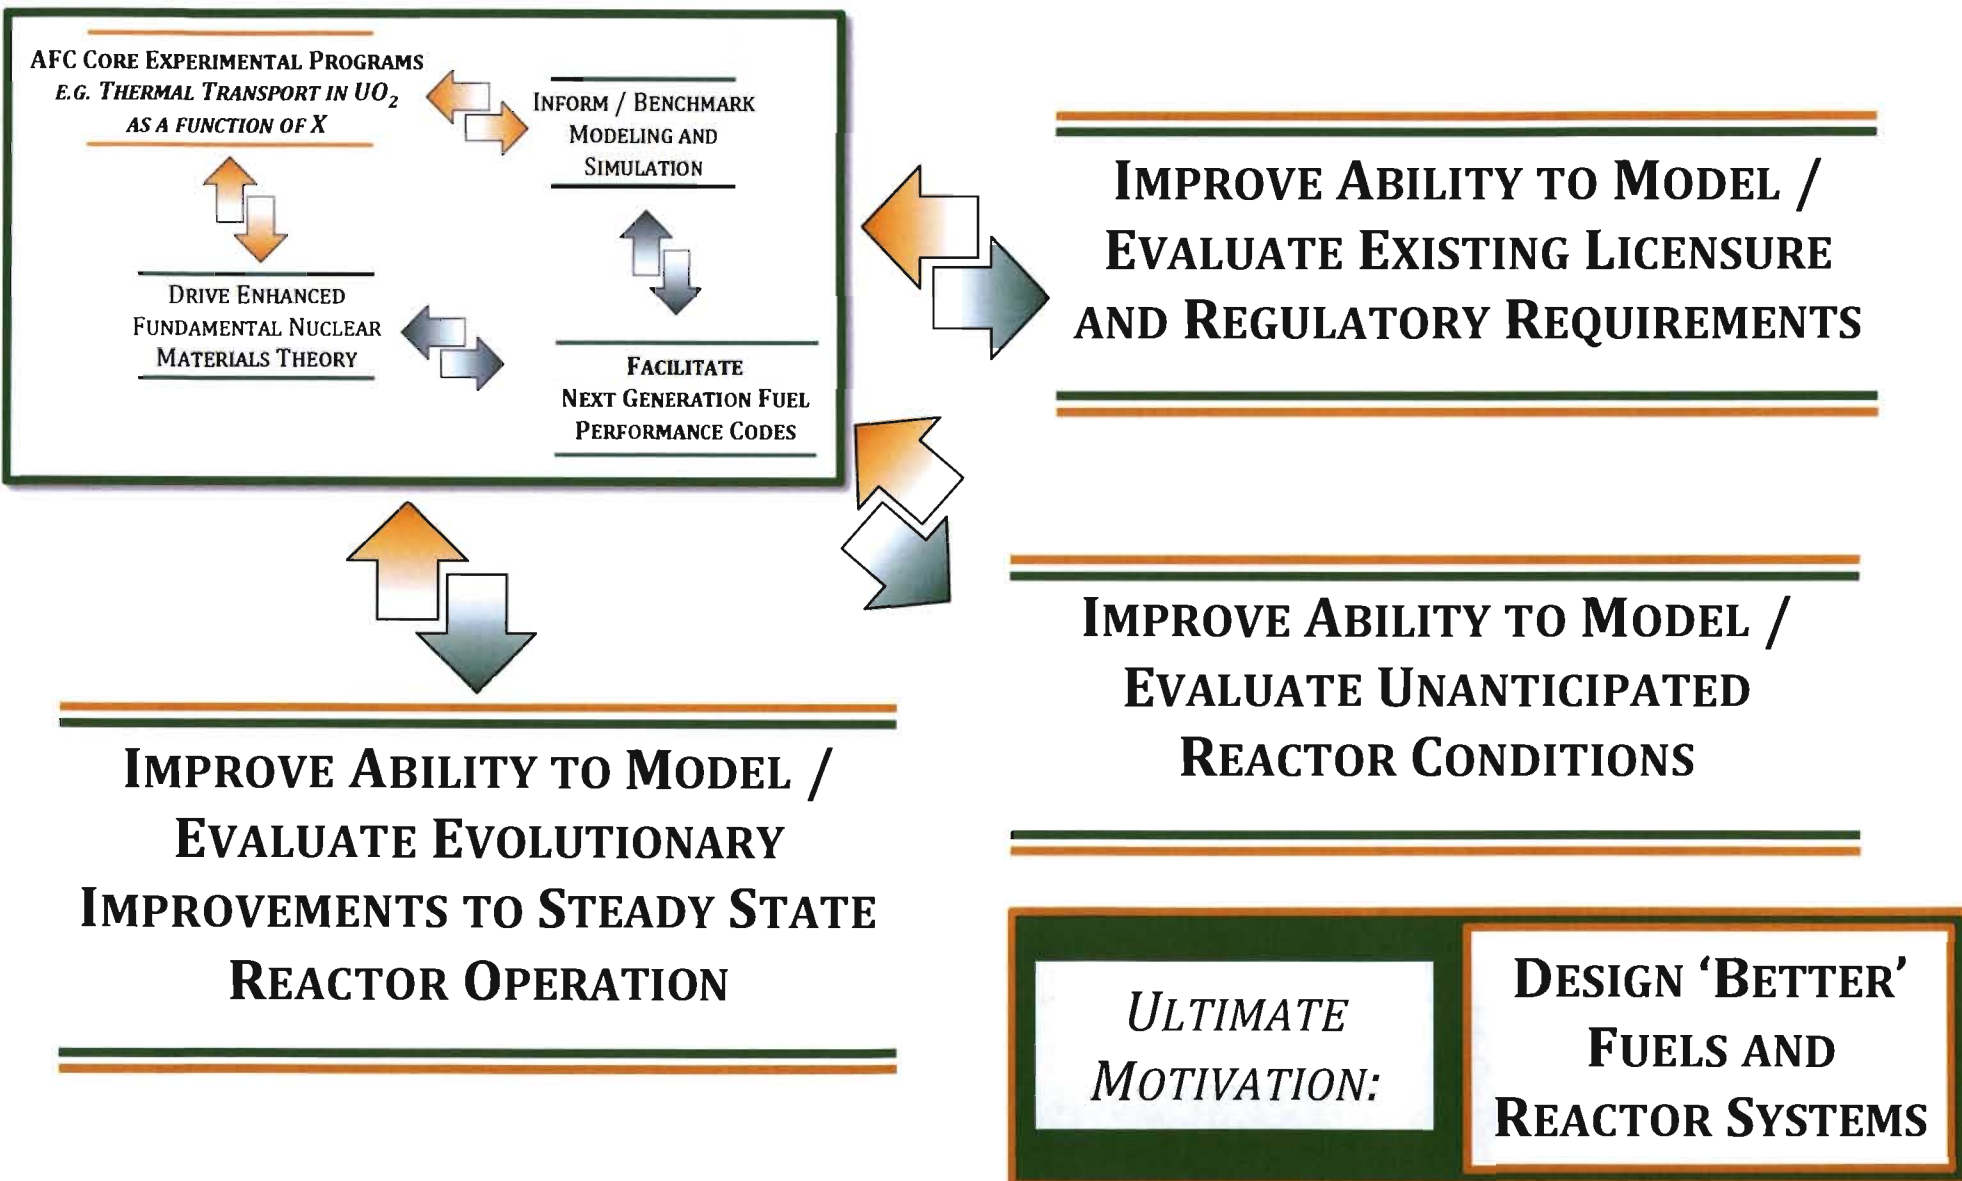 AFC CORE EXPERIMENTAL PROGRAMS
E.G. THERMAL TRANSPORT IN UO₂
AS A FUNCTION OF X
INFORM / BENCHMARK
MODELING AND
SIMULATION
DRIVE ENHANCED
FUNDAMENTAL NUCLEAR
MATERIALS THEORY
FACILITATE
NEXT GENERATION FUEL
PERFORMANCE CODES
IMPROVE ABILITY TO MODEL /
EVALUATE EXISTING LICENSURE
AND REGULATORY REQUIREMENTS
IMPROVE ABILITY TO MODEL /
EVALUATE UNANTICIPATED
REACTOR CONDITIONS
IMPROVE ABILITY TO MODEL /
EVALUATE EVOLUTIONARY
IMPROVEMENTS TO STEADY STATE
REACTOR OPERATION
ULTIMATE
MOTIVATION:
DESIGN ‘BETTER’
FUELS AND
REACTOR SYSTEMS